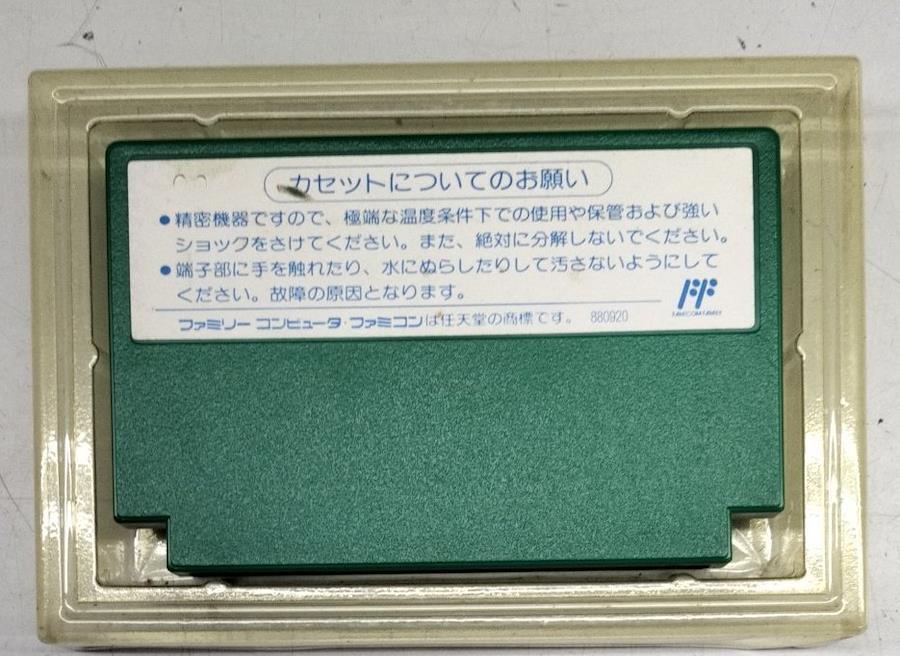 カセットについてのお願い
●精密機器ですので、極端な温度条件下での使用や保管および強い
ショックをさけてください。また、絶対に分解しないでください。
●端子部に手を触れたり、水にぬらしたりして汚さないようにして
ください。故障の原因となります。
FF
FAMICOM FAMILY
ファミリー コンピュータ・ファミコンは任天堂の商標です。 880920